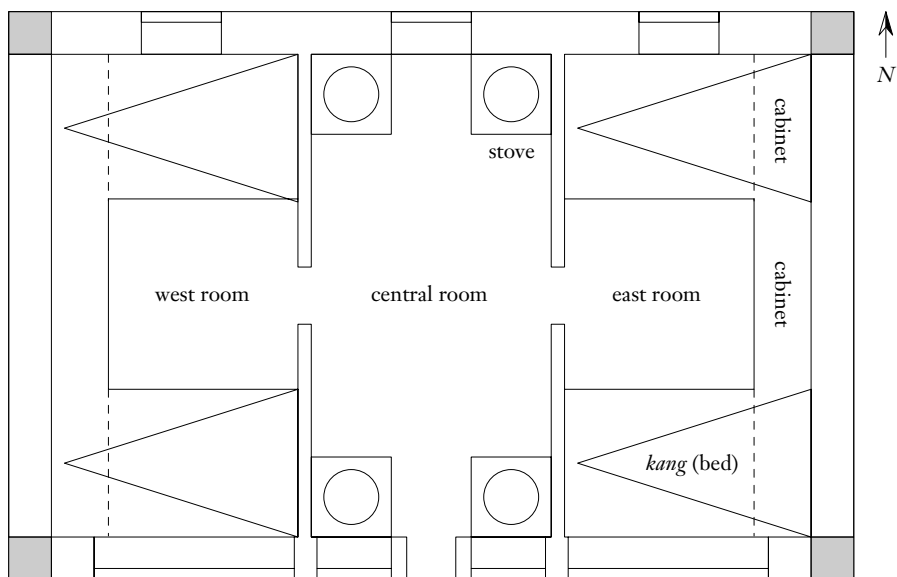 N
cabinet
stove
west room
central room
east room
cabinet
kang (bed)